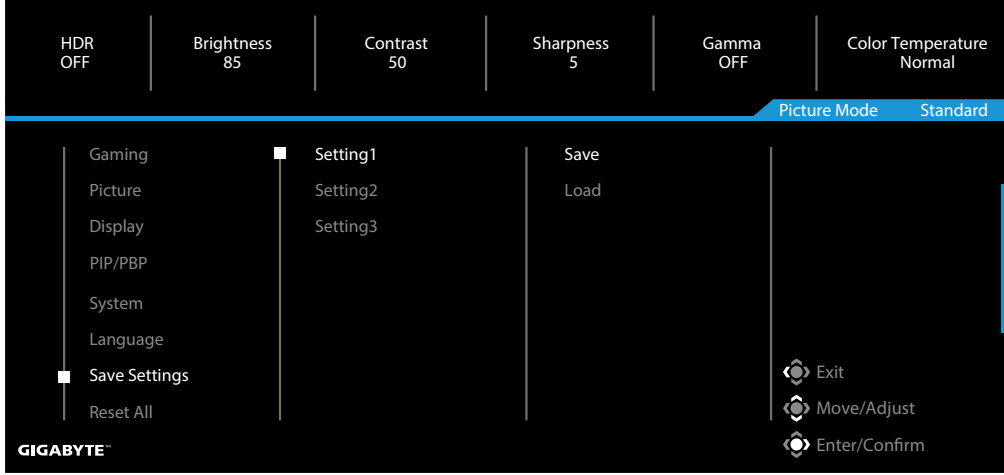 HDR
OFF
Brightness
85
Contrast
50
Sharpness
5
Gamma
OFF
Color Temperature
Normal
Picture Mode Standard
Gaming
Picture
Display
PIP/PBP
System
Language
Save Settings
Reset All
Setting1
Setting2
Setting3
Save
Load
Exit
Move/Adjust
Enter/Confirm
GIGABYTE™